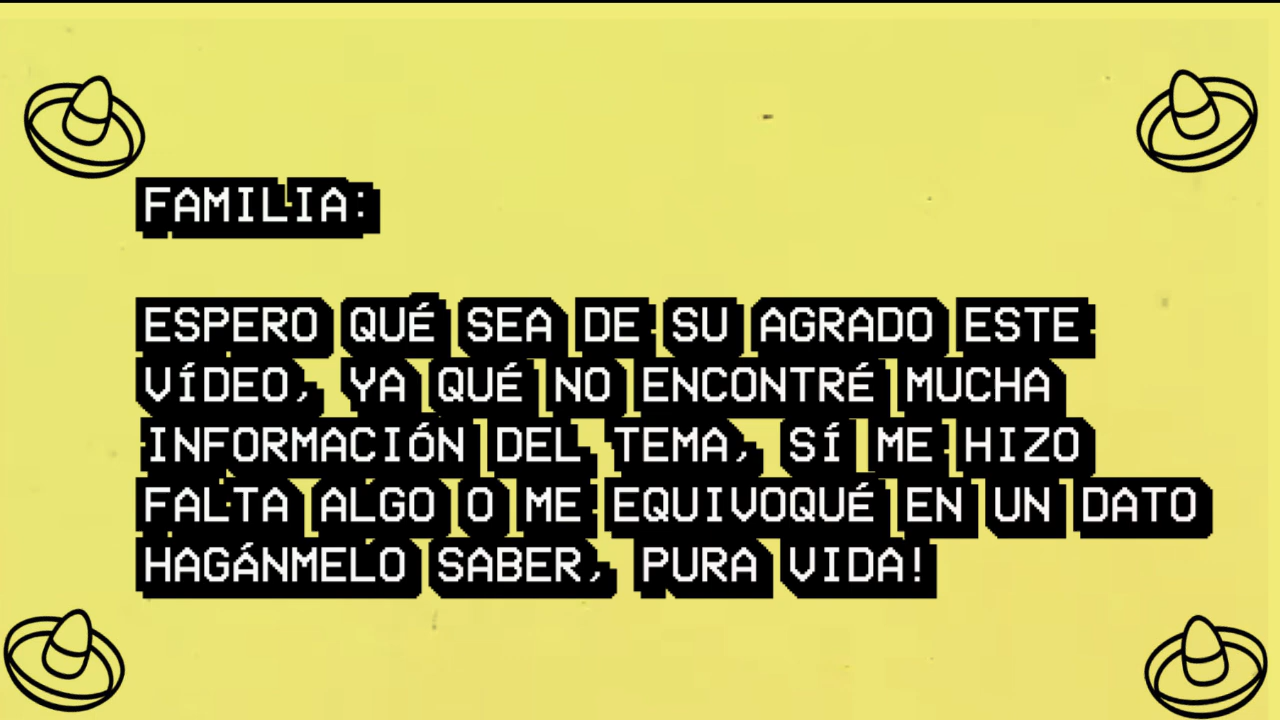 FAMILIA:
ESPERO QUÉ SEA DE SU AGRADO ESTE
VÍDEO, YA QUÉ NO ENCONTRÉ MUCHA
INFORMACIÓN DEL TEMA, SÍ ME HIZO
FALTA ALGO O ME EQUIVOQUÉ EN UN DATO
HAGÁNMELO SABER, PURA VIDA!